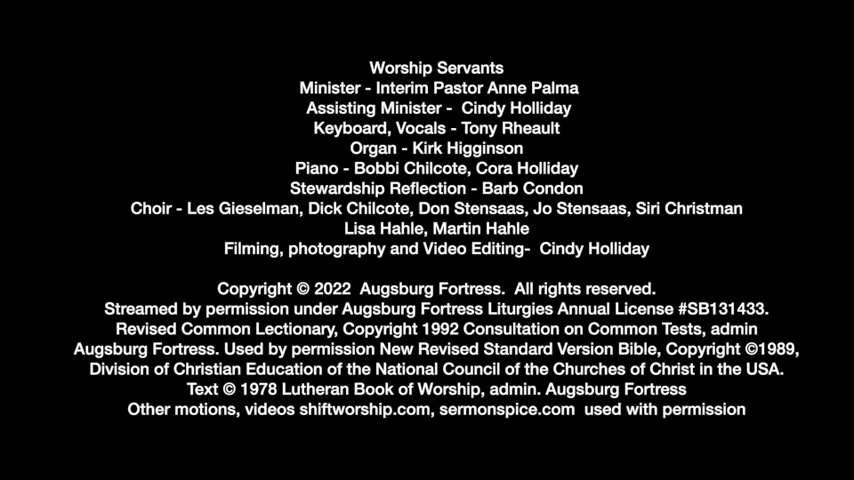 Worship Servants
Minister - Interim Pastor Anne Palma
Assisting Minister -  Cindy Holliday
Keyboard, Vocals - Tony Rheault
Organ - Kirk Higginson
Piano - Bobbi Chilcote, Cora Holliday
Stewardship Reflection - Barb Condon
Choir - Les Gieselman, Dick Chilcote, Don Stensaas, Jo Stensaas, Siri Christman
Lisa Hahle, Martin Hahle
Filming, photography and Video Editing-  Cindy Holliday
Copyright © 2022  Augsburg Fortress.  All rights reserved.
Streamed by permission under Augsburg Fortress Liturgies Annual License #SB131433.
Revised Common Lectionary, Copyright 1992 Consultation on Common Tests, admin
Augsburg Fortress. Used by permission New Revised Standard Version Bible, Copyright ©1989,
Division of Christian Education of the National Council of the Churches of Christ in the USA.
Text © 1978 Lutheran Book of Worship, admin. Augsburg Fortress
Other motions, videos shiftworship.com, sermonspice.com  used with permission